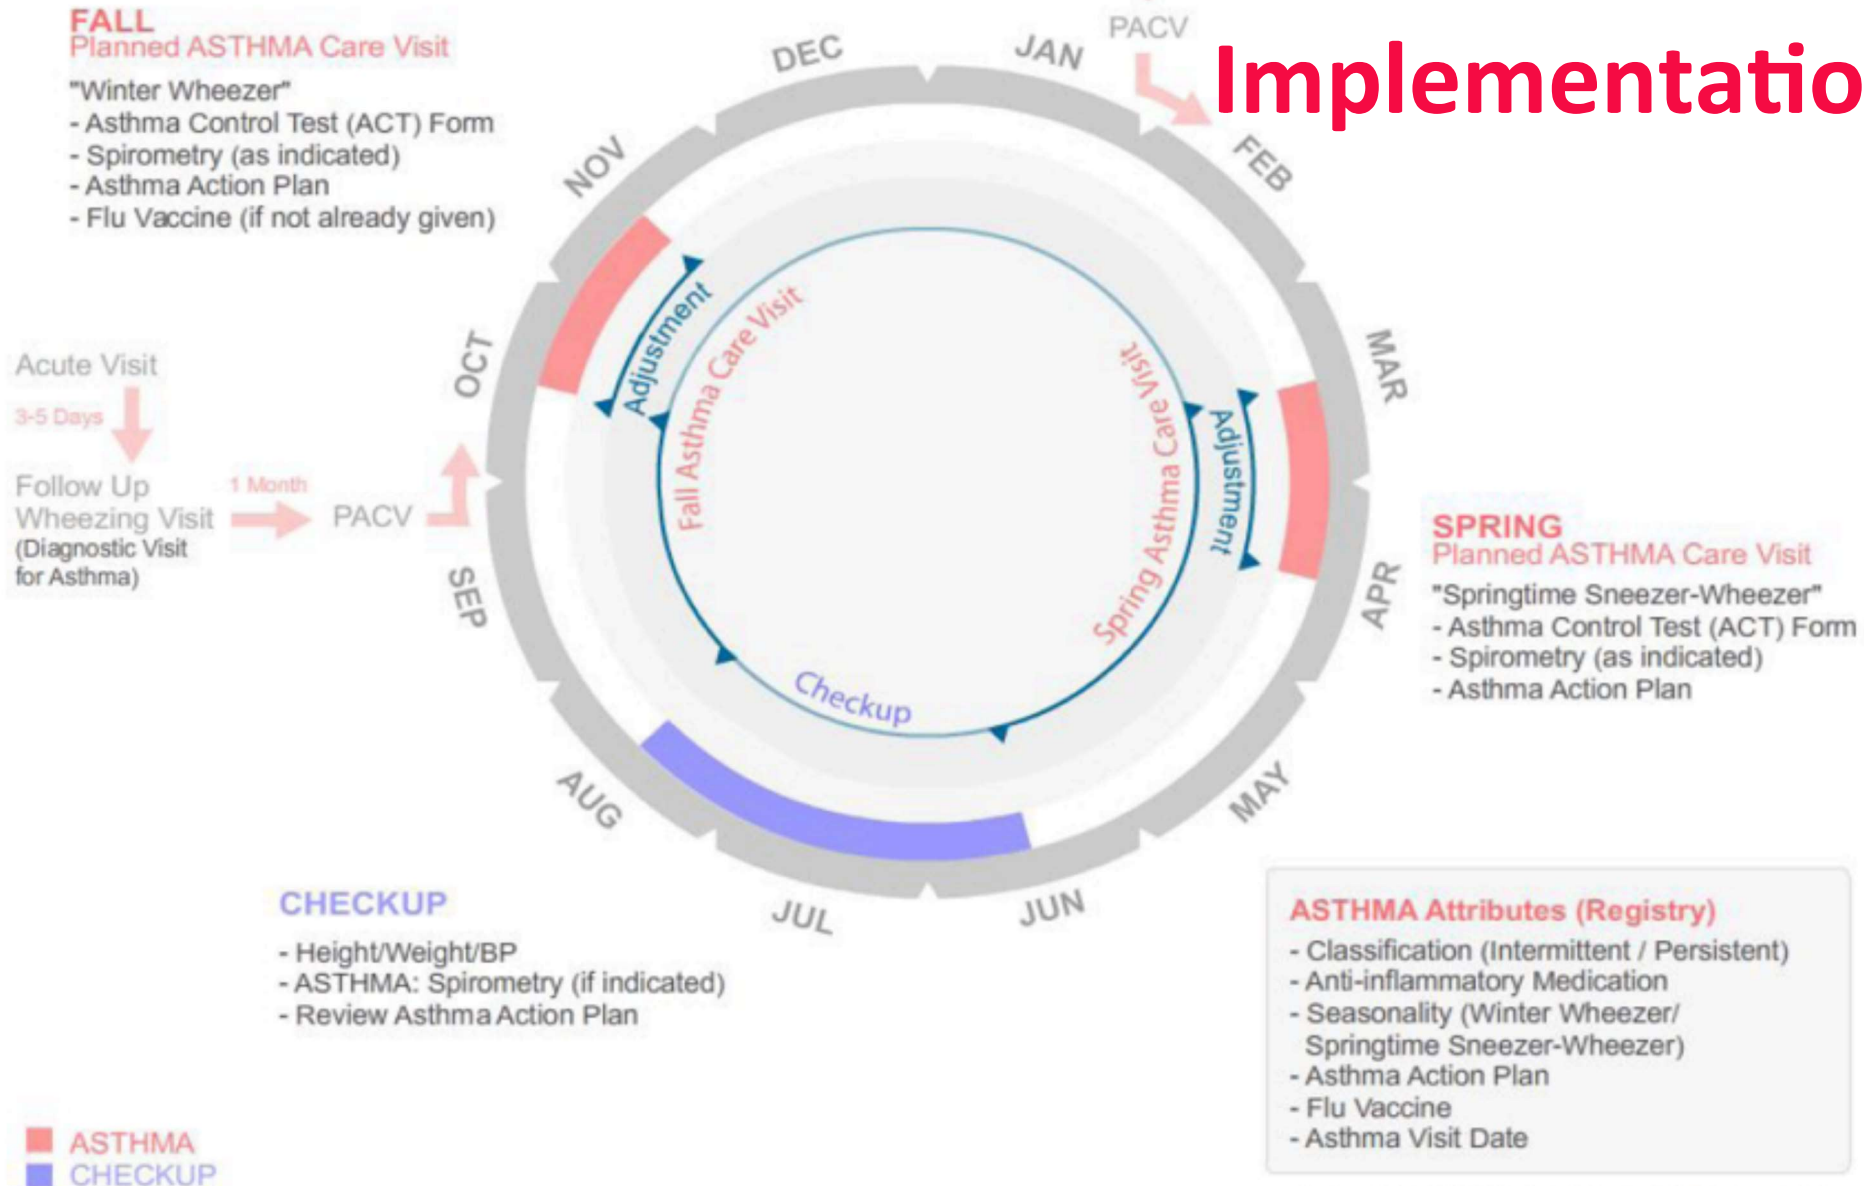 FALL
Planned ASTHMA Care Visit
"Winter Wheezer"
- Asthma Control Test (ACT) Form
- Spirometry (as indicated)
- Asthma Action Plan
- Flu Vaccine (if not already given)
PACV
Implementatio
DEC
JAN
NOV
FEB
OCT
MAR
SEP
APR
AUG
MAY
JUL
JUN
Adjustment
Fall Asthma Care Visit
Spring Asthma Care Visit
Adjustment
Checkup
Acute Visit
3-5 Days
Follow Up
Wheezing Visit
(Diagnostic Visit
for Asthma)
1 Month
PACV
SPRING
Planned ASTHMA Care Visit
"Springtime Sneezer-Wheezer"
- Asthma Control Test (ACT) Form
- Spirometry (as indicated)
- Asthma Action Plan
CHECKUP
- Height/Weight/BP
- ASTHMA: Spirometry (if indicated)
- Review Asthma Action Plan
ASTHMA Attributes (Registry)
- Classification (Intermittent / Persistent)
- Anti-inflammatory Medication
- Seasonality (Winter Wheezer/
Springtime Sneezer-Wheezer)
- Asthma Action Plan
- Flu Vaccine
- Asthma Visit Date
ASTHMA
CHECKUP